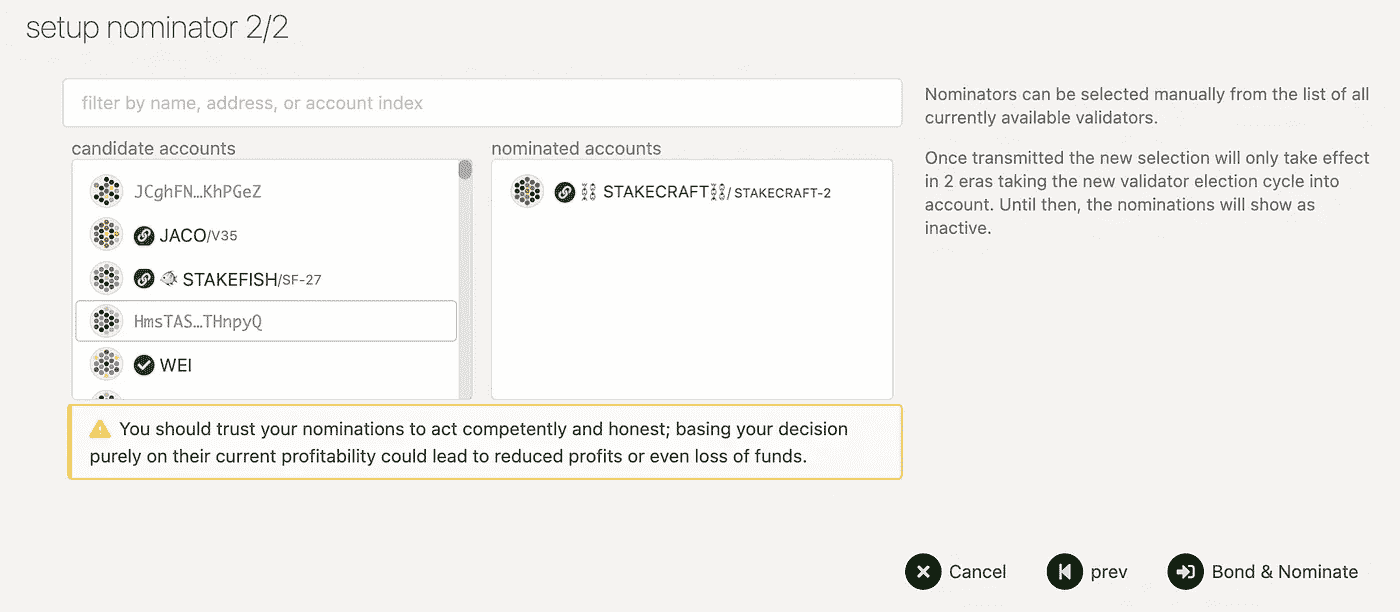 setup nominator 2/2
filter by name, address, or account index
candidate accounts
JCghFN…KhPGeZ
JACO/V35
STAKEFISH/SF-27
HmsTAS…THnpyQ
WEI
nominated accounts
⛓ STAKECRAFT⛓/ STAKECRAFT-2
You should trust your nominations to act competently and honest; basing your decision
purely on their current profitability could lead to reduced profits or even loss of funds.
Nominators can be selected manually from the list of all
currently available validators.
Once transmitted the new selection will only take effect
in 2 eras taking the new validator election cycle into
account. Until then, the nominations will show as
inactive.
Cancel
prev
Bond & Nominate